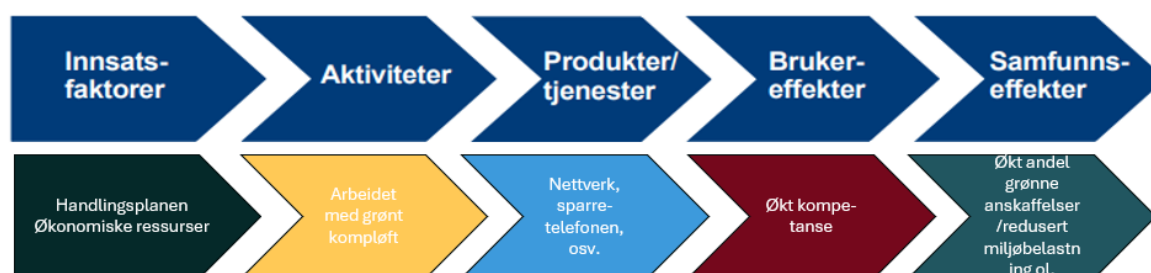 Innsats-
faktorer
Aktiviteter
Produkter/
tjenester
Bruker-
effekter
Samfunns-
effekter
Handlingsplanen
Økonomiske ressurser
Arbeidet
med grønt
kompløft
Nettverk,
sparre-
telefonen,
osv.
Økt kompe-
tanse
Økt andel
grønne
anskaffelser
/redusert
miljøbelastn
ing ol.